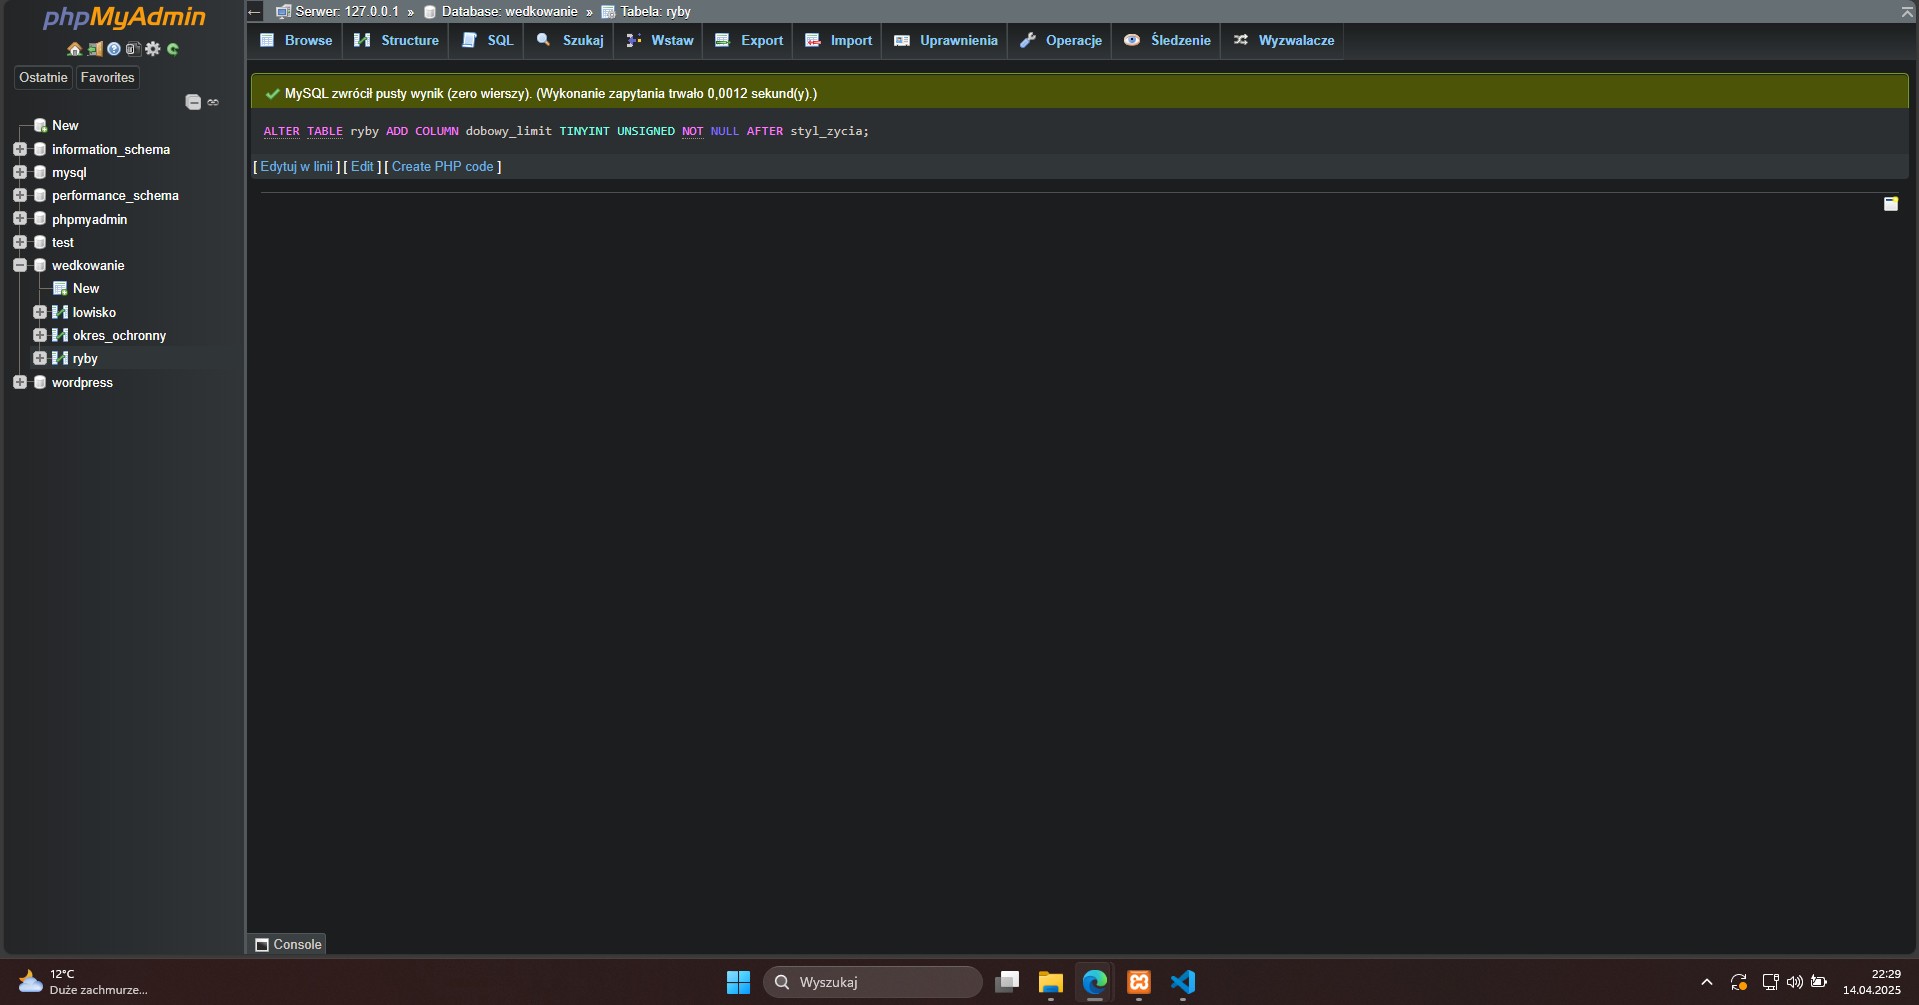 phpMyAdmin
Ostatnie Favorites
New
information_schema
mysql
performance_schema
phpmyadmin
test
wedkowanie
New
lowisko
okres_ochronny
ryby
wordpress
Serwer: 127.0.0.1 » Database: wedkowanie » Tabela: ryby
Browse Structure SQL Szukaj Wstaw Export Import Uprawnienia Operacje Śledzenie Wyzwalacze
MySQL zwrócił pusty wynik (zero wierszy). (Wykonanie zapytania trwało 0,0012 sekund(y).)
ALTER TABLE ryby ADD COLUMN dobowy_limit TINYINT UNSIGNED NOT NULL AFTER styl_zycia;
[ Edytuj w linii ] [ Edit ] [ Create PHP code ]
Console
12°C
Duże zachmurze...
Wyszukaj
22:29
14.04.2025